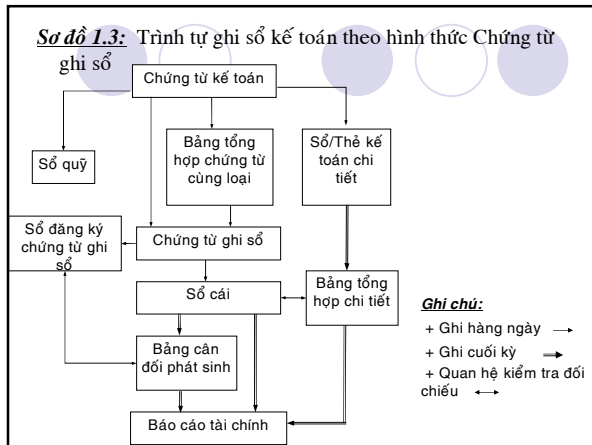 Sơ đồ 1.3: Trình tự ghi sổ kế toán theo hình thức Chứng từ
ghi sổ
Chứng từ kế toán
Sổ quỹ
Bảng tổng
hợp chứng từ
cùng loại
Sổ/Thẻ kế
toán chi
tiết
Sổ đăng ký
chứng từ ghi
sổ
Chứng từ ghi sổ
Sổ cái
Bảng tổng
hợp chi tiết
Bảng cân
đối phát sinh
Báo cáo tài chính
Ghi chú:
+ Ghi hàng ngày
+ Ghi cuối kỳ
+ Quan hệ kiểm tra đối
chiếu